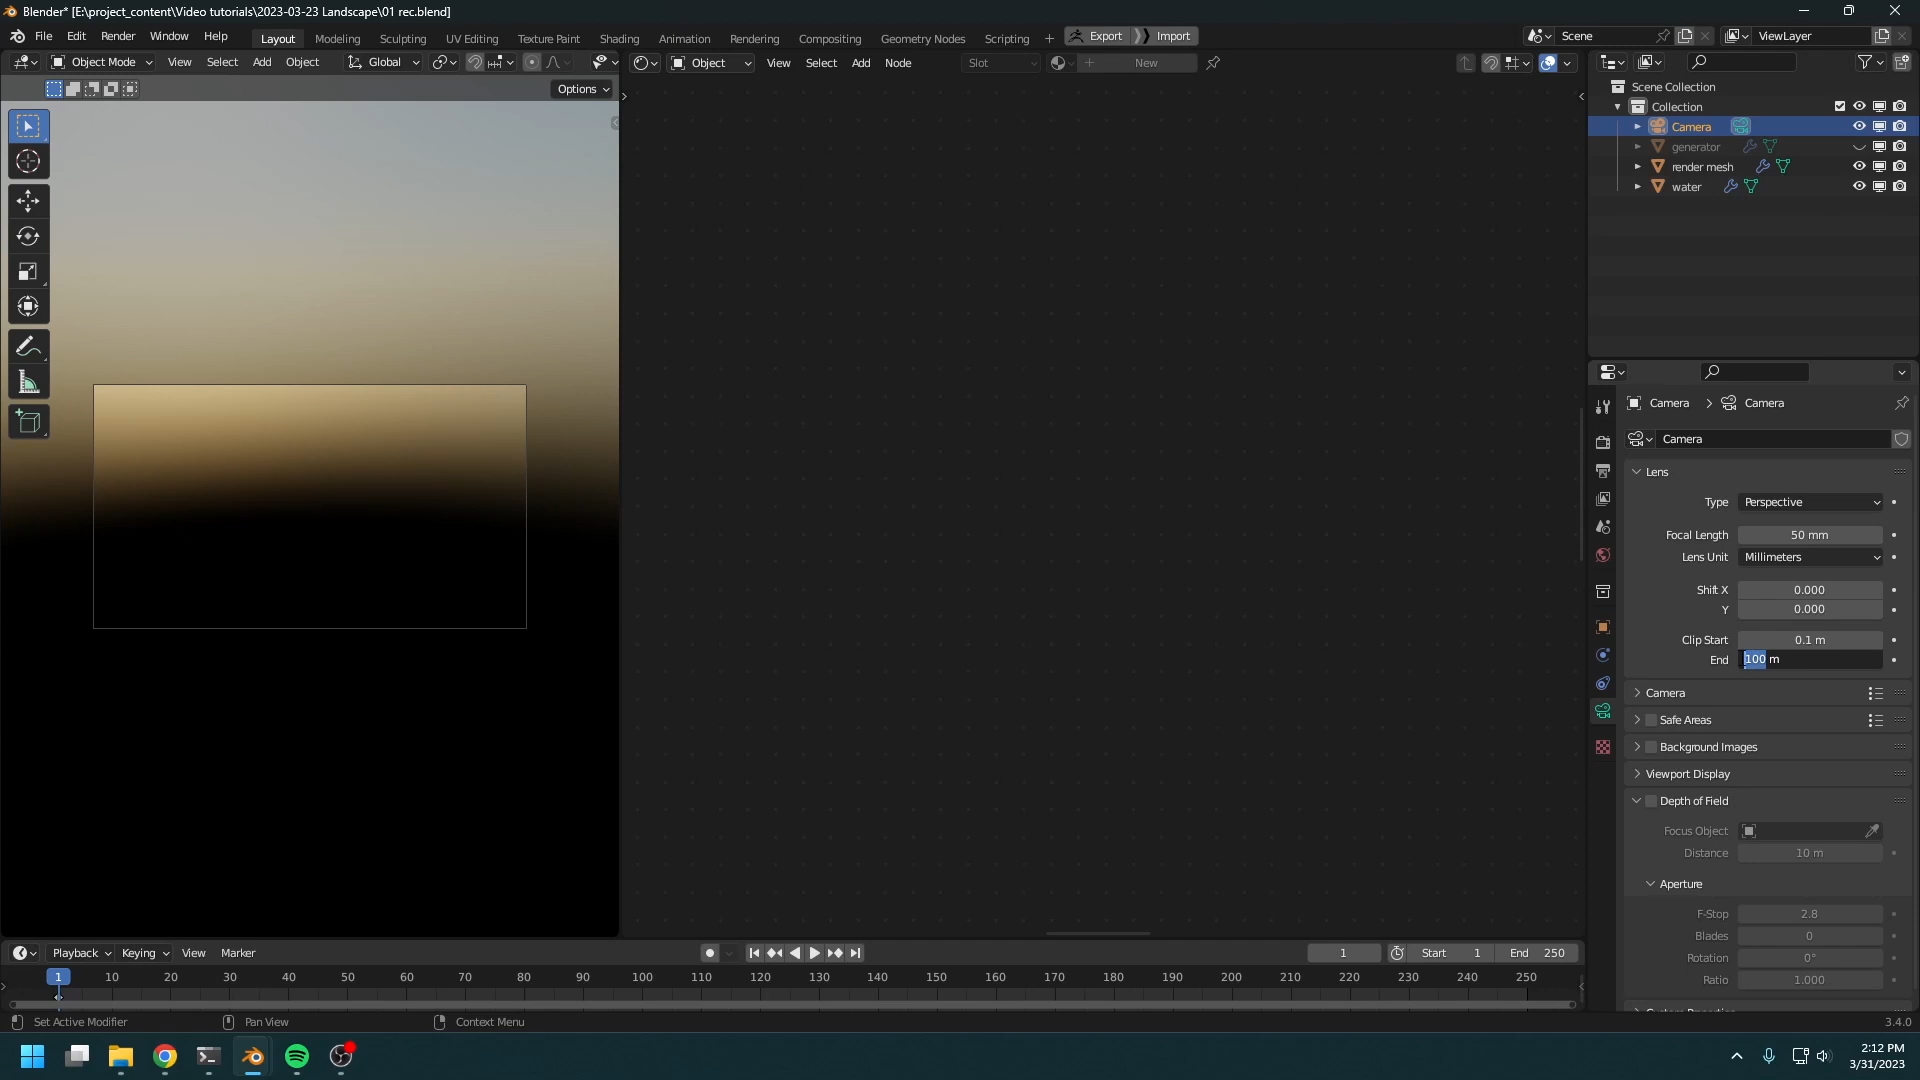 Blender* [E:\project_content\Video tutorials\2023-03-23 Landscape\01 rec.blend]
File Edit Render Window Help Layout Modeling Sculpting UV Editing Texture Paint Shading Animation Rendering Compositing Geometry Nodes Scripting + Export Import Scene ViewLayer
Object Mode View Select Add Object Global Object View Select Add Node Slot New
Options
Scene Collection
Collection
Camera
generator
render mesh
water
Camera > Camera
Camera
Lens
Type Perspective
Focal Length 50 mm
Lens Unit Millimeters
Shift X 0.000
Y 0.000
Clip Start 0.1 m
End 100 m
Camera
Safe Areas
Background Images
Viewport Display
Depth of Field
Focus Object
Distance 10 m
Aperture
F-Stop 2.8
Blades 0
Rotation 0°
Ratio 1.000
Playback Keying View Marker 1 Start 1 End 250
1 10 20 30 40 50 60 70 80 90 100 110 120 130 140 150 160 170 180 190 200 210 220 230 240 250
Set Active Modifier Pan View Context Menu 3.4.0
2:12 PM
3/31/2023